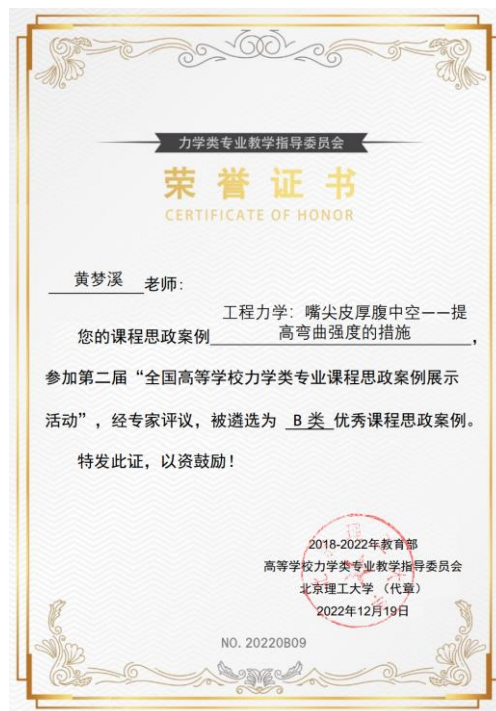 力学类专业教学指导委员会
荣誉证书
CERTIFICATE OF HONOR
黄梦溪 老师:
工程力学: 嘴尖皮厚腹中空——提
您的课程思政案例 高弯曲强度的措施,
参加第二届“全国高等学校力学类专业课程思政案例展示
活动”, 经专家评议, 被遴选为 B类 优秀课程思政案例。
特发此证, 以资鼓励!
2018-2022年教育部
高等学校力学类专业教学指导委员会
北京理工大学 (代章)
2022年12月19日
NO. 20220B09